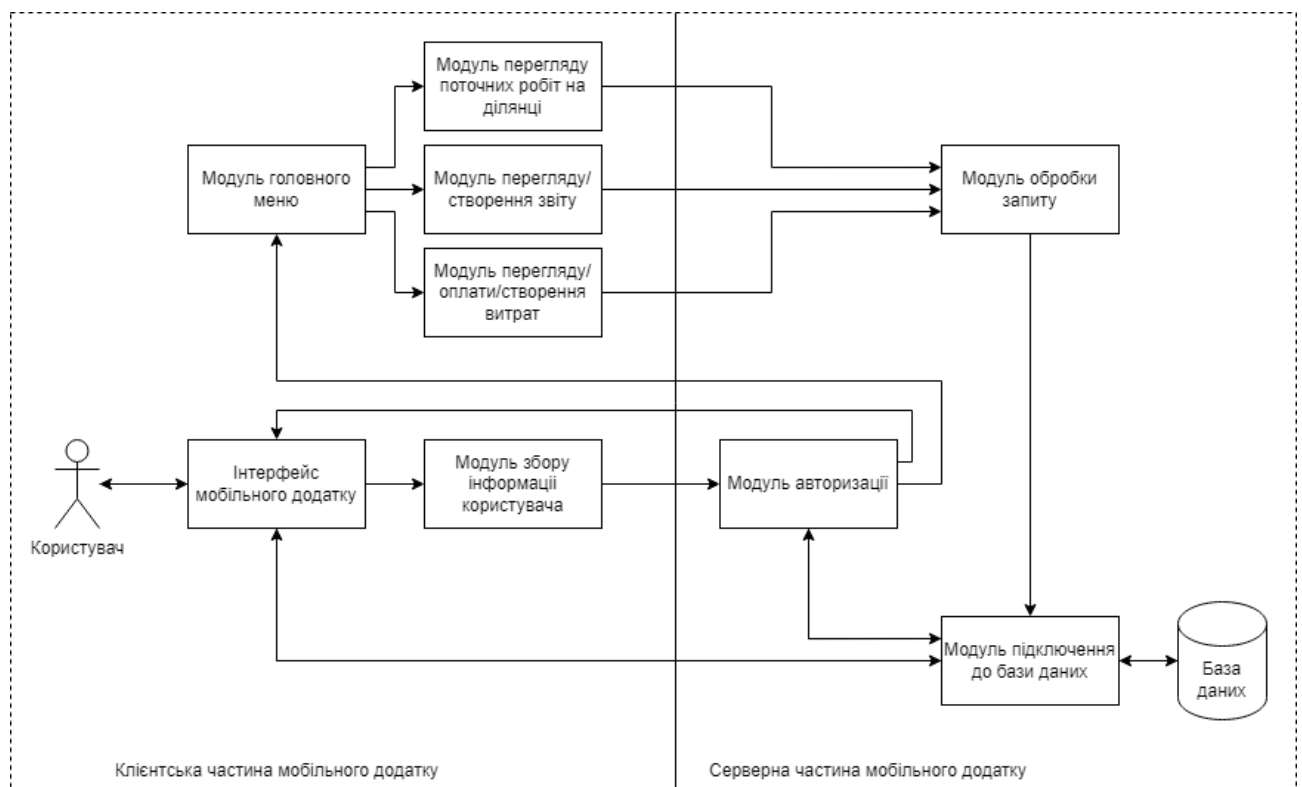 Модуль перегляду
поточних робіт на
ділянці
Модуль головного
меню
Модуль перегляду/
створення звіту
Модуль обробки
запиту
Модуль перегляду/
оплати/створення
витрат
Інтерфейс
мобільного додатку
Модуль збору
інформації
користувача
Модуль авторизації
Користувач
Модуль підключення
до бази даних
База
даних
Клієнтська частина мобільного додатку
Серверна частина мобільного додатку